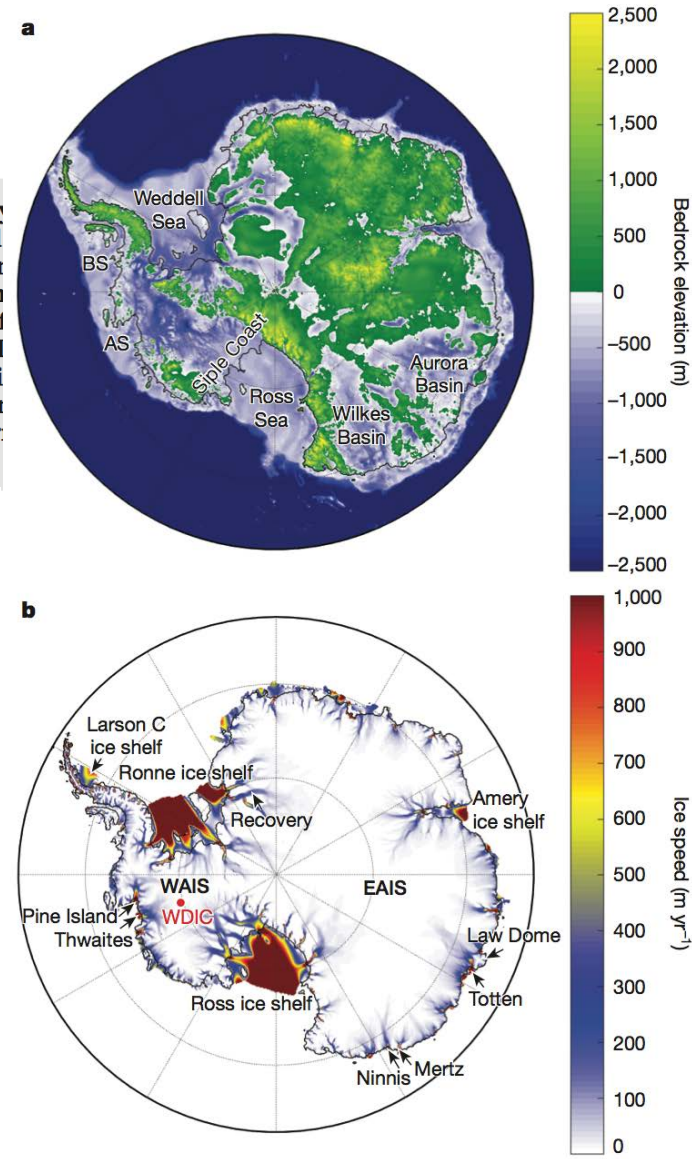 a
Weddell
Sea
BS
AS
Siple Coast
Ross
Sea
Wilkes
Basin
Aurora
Basin
2,500
2,000
1,500
1,000
500
0
–500
–1,000
–1,500
–2,000
–2,500
Bedrock elevation (m)
b
Larson C
ice shelf
Ronne ice shelf
Recovery
Amery
ice shelf
WAIS
EAIS
WDIC
Pine Island
Thwaites
Law Dome
Totten
Ross ice shelf
Mertz
Ninnis
1,000
900
800
700
600
500
400
300
200
100
0
Ice speed (m yr⁻¹)